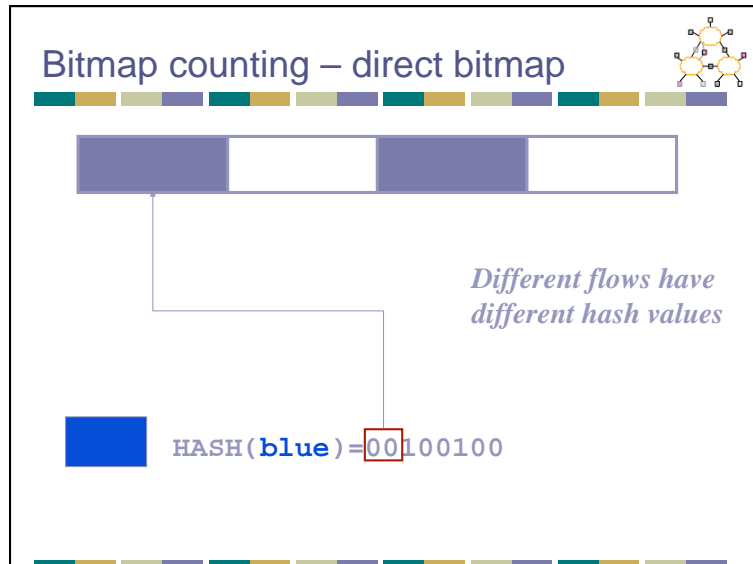 Bitmap counting – direct bitmap
Different flows have
different hash values
HASH(blue)=00100100